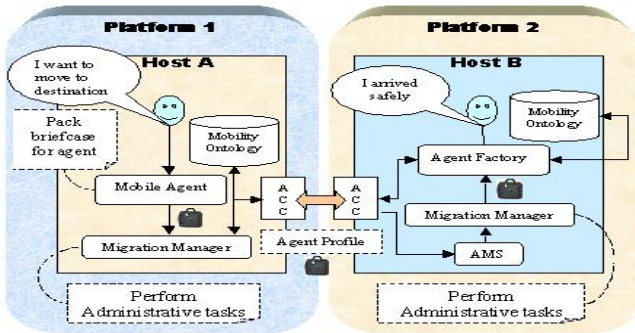 Platform 1
Host A
I want to
move to
destination
Pack
briefcase
for agent
Mobility
Ontology
Mobile Agent
Migration Manager
A
C
C
Perform
Administrative tasks
Agent Profile
Platform 2
Host B
I arrived
safely
Mobility
Ontology
Agent Factory
A
C
C
Migration Manager
AMS
Perform
Administrative tasks